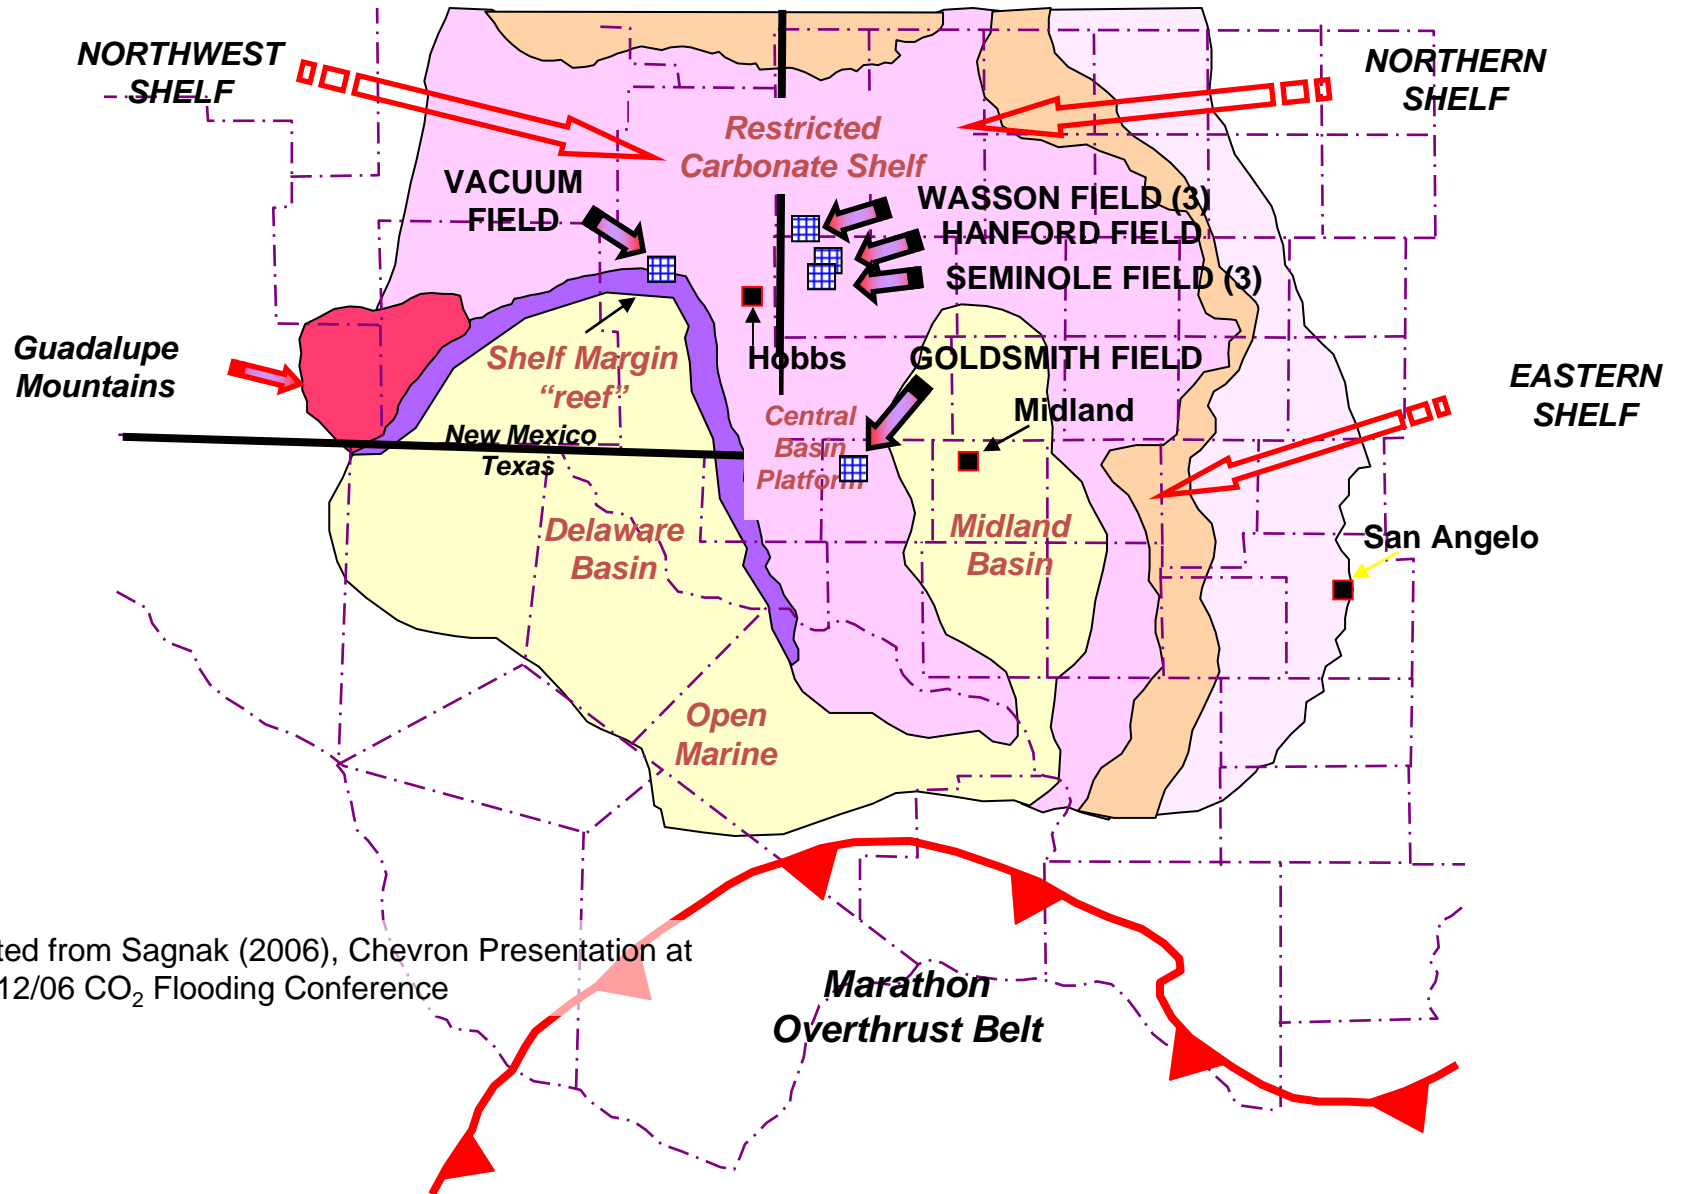 NORTHWEST
SHELF
NORTHERN
SHELF
Restricted
Carbonate Shelf
VACUUM
FIELD
WASSON FIELD (3)
HANFORD FIELD
SEMINOLE FIELD (3)
Guadalupe
Mountains
Shelf Margin
“reef”
Hobbs
GOLDSMITH FIELD
EASTERN
SHELF
Central
Basin
Platform
Midland
New Mexico
Texas
Delaware
Basin
Midland
Basin
San Angelo
Open
Marine
ted from Sagnak (2006), Chevron Presentation at
12/06 CO₂ Flooding Conference
Marathon
Overthrust Belt